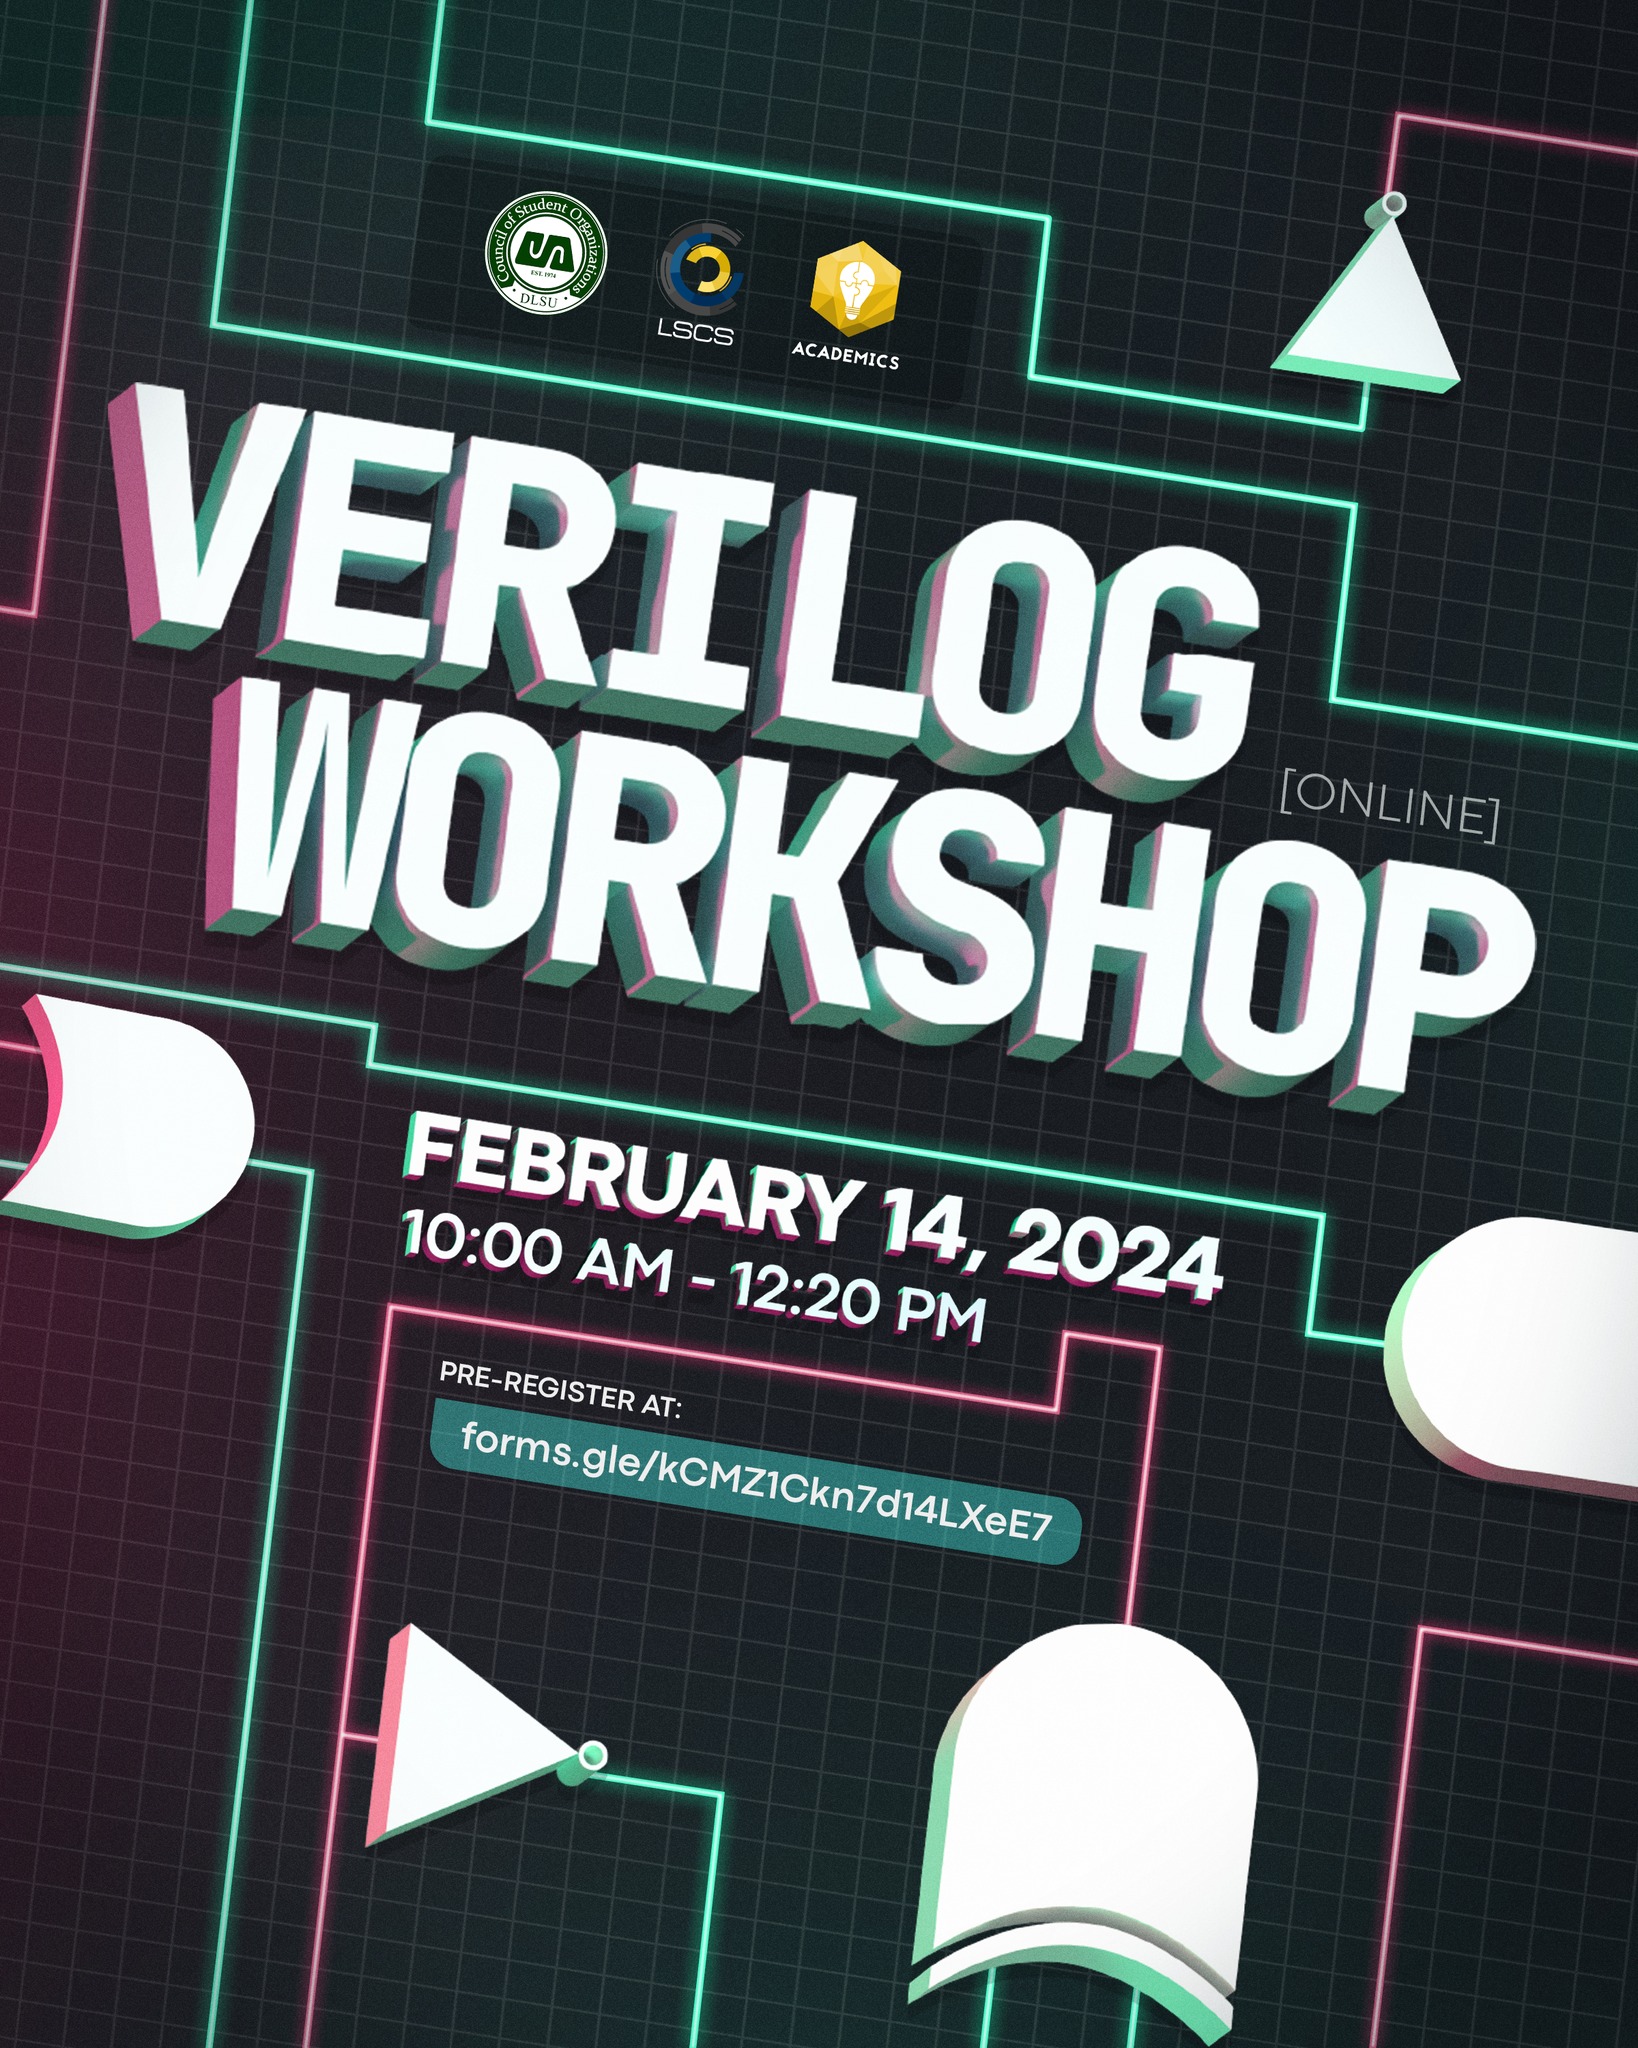 Council of Student Organizations
EST. 1974
• DLSU •
LSCS
ACADEMICS
VERILOG
WORKSHOP
[ONLINE]
FEBRUARY 14, 2024
10:00 AM - 12:20 PM
PRE-REGISTER AT:
forms.gle/kCMZ1Ckn7d14LXeE7